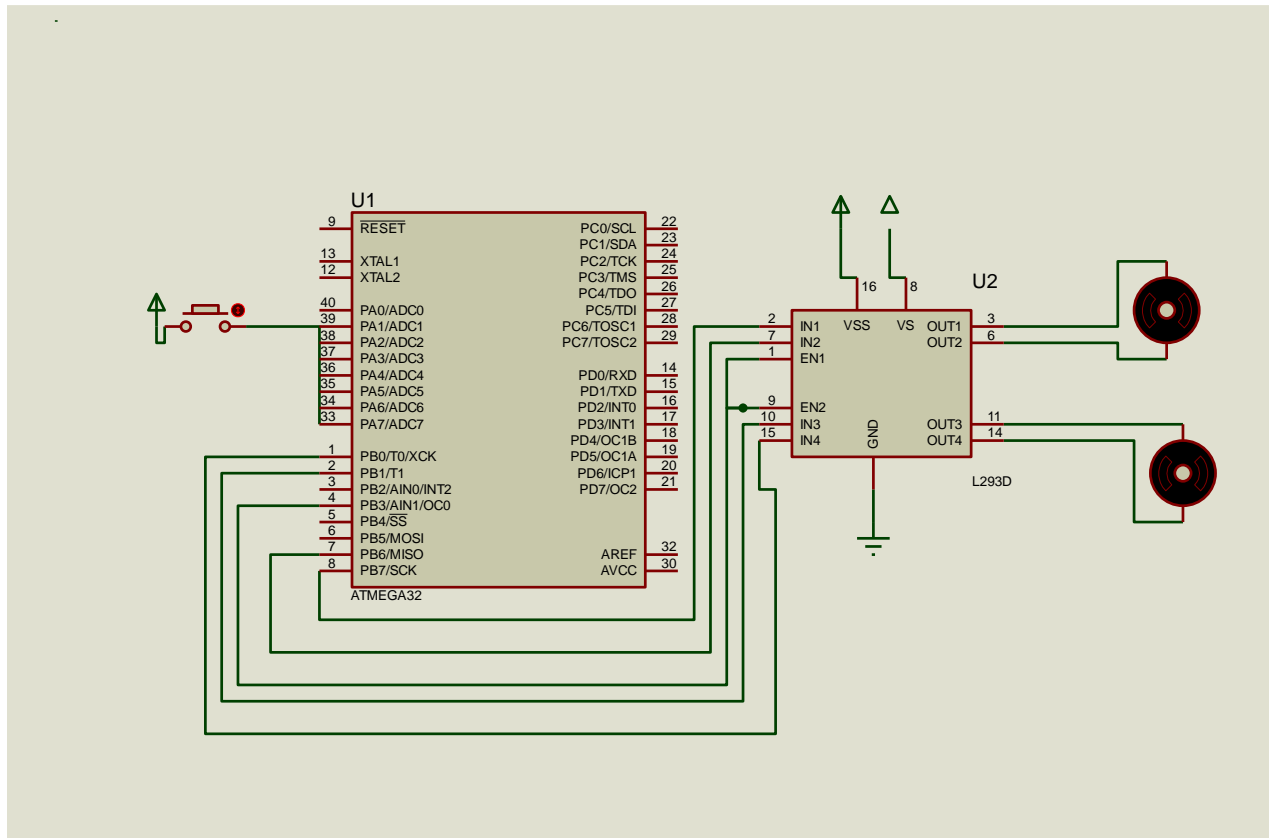 U1
9 RESET
13 XTAL1
12 XTAL2
40 PA0/ADC0
39 PA1/ADC1
38 PA2/ADC2
37 PA3/ADC3
36 PA4/ADC4
35 PA5/ADC5
34 PA6/ADC6
33 PA7/ADC7
1 PB0/T0/XCK
2 PB1/T1
3 PB2/AIN0/INT2
4 PB3/AIN1/OC0
5 PB4/SS
6 PB5/MOSI
7 PB6/MISO
8 PB7/SCK
PC0/SCL 22
PC1/SDA 23
PC2/TCK 24
PC3/TMS 25
PC4/TDO 26
PC5/TDI 27
PC6/TOSC1 28
PC7/TOSC2 29
PD0/RXD 14
PD1/TXD 15
PD2/INT0 16
PD3/INT1 17
PD4/OC1B 18
PD5/OC1A 19
PD6/ICP1 20
PD7/OC2 21
AREF 32
AVCC 30
ATMEGA32
U2
16 8
VSS VS
2 IN1
7 IN2
1 EN1
9 EN2
10 IN3
15 IN4
OUT1 3
OUT2 6
OUT3 11
OUT4 14
GND
L293D